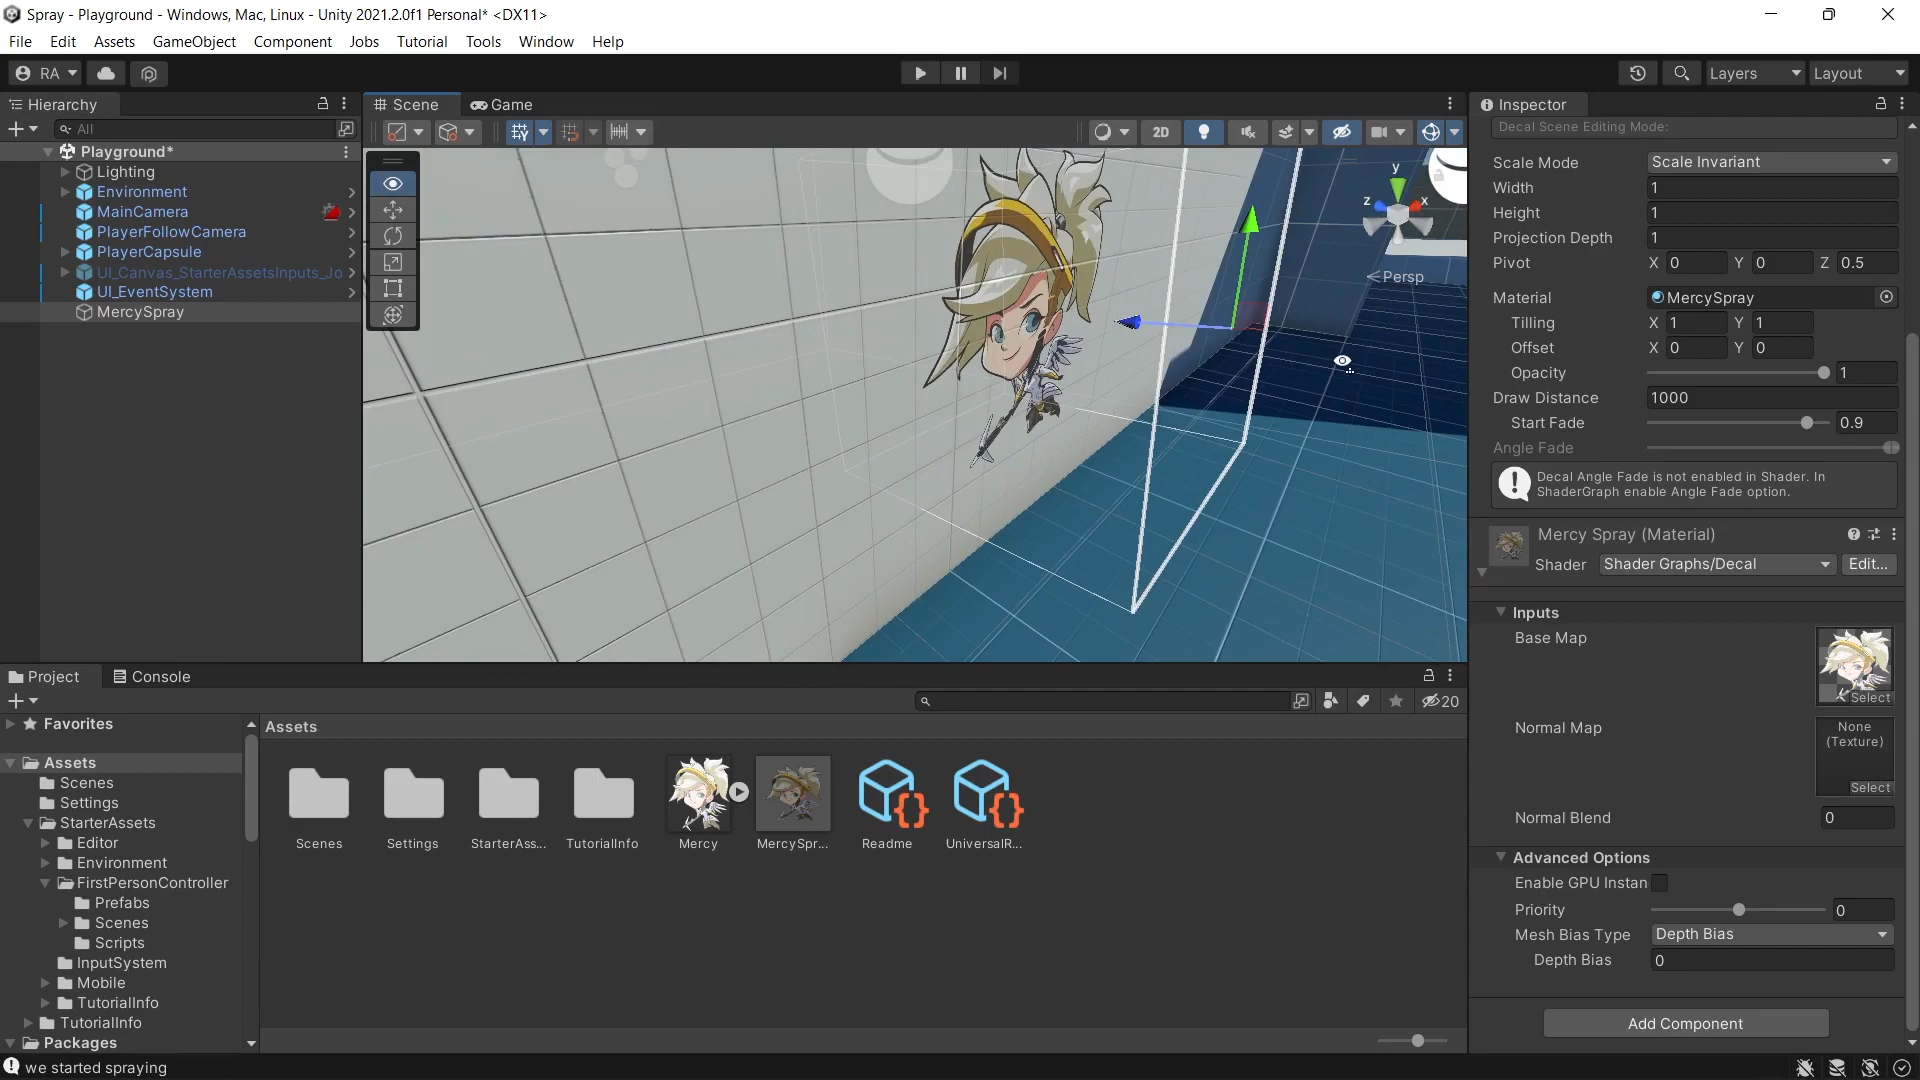 Spray - Playground - Windows, Mac, Linux - Unity 2021.2.0f1 Personal* <DX11>
File Edit Assets GameObject Component Jobs Tutorial Tools Window Help
RA
Layers
Layout
Hierarchy
All
Playground*
Lighting
Environment
MainCamera
PlayerFollowCamera
PlayerCapsule
UI_Canvas_StarterAssetsInputs_Jo
UI_EventSystem
MercySpray
Scene
Game
2D
y
z
x
Persp
Inspector
Decal Scene Editing Mode:
Scale Mode Scale Invariant
Width 1
Height 1
Projection Depth 1
Pivot X 0 Y 0 Z 0.5
Material MercySpray
Tilling X 1 Y 1
Offset X 0 Y 0
Opacity 1
Draw Distance 1000
Start Fade 0.9
Angle Fade
Decal Angle Fade is not enabled in Shader. In
ShaderGraph enable Angle Fade option.
Mercy Spray (Material)
Shader Shader Graphs/Decal Edit...
Inputs
Base Map
Select
Normal Map
None
(Texture)
Select
Normal Blend 0
Advanced Options
Enable GPU Instan
Priority 0
Mesh Bias Type Depth Bias
Depth Bias 0
Add Component
Project
Console
20
Favorites
Assets
Scenes
Settings
StarterAssets
Editor
Environment
FirstPersonController
Prefabs
Scenes
Scripts
InputSystem
Mobile
TutorialInfo
TutorialInfo
Packages
Assets
Scenes
Settings
StarterAss...
TutorialInfo
Mercy
MercySpr...
Readme
UniversalR...
we started spraying